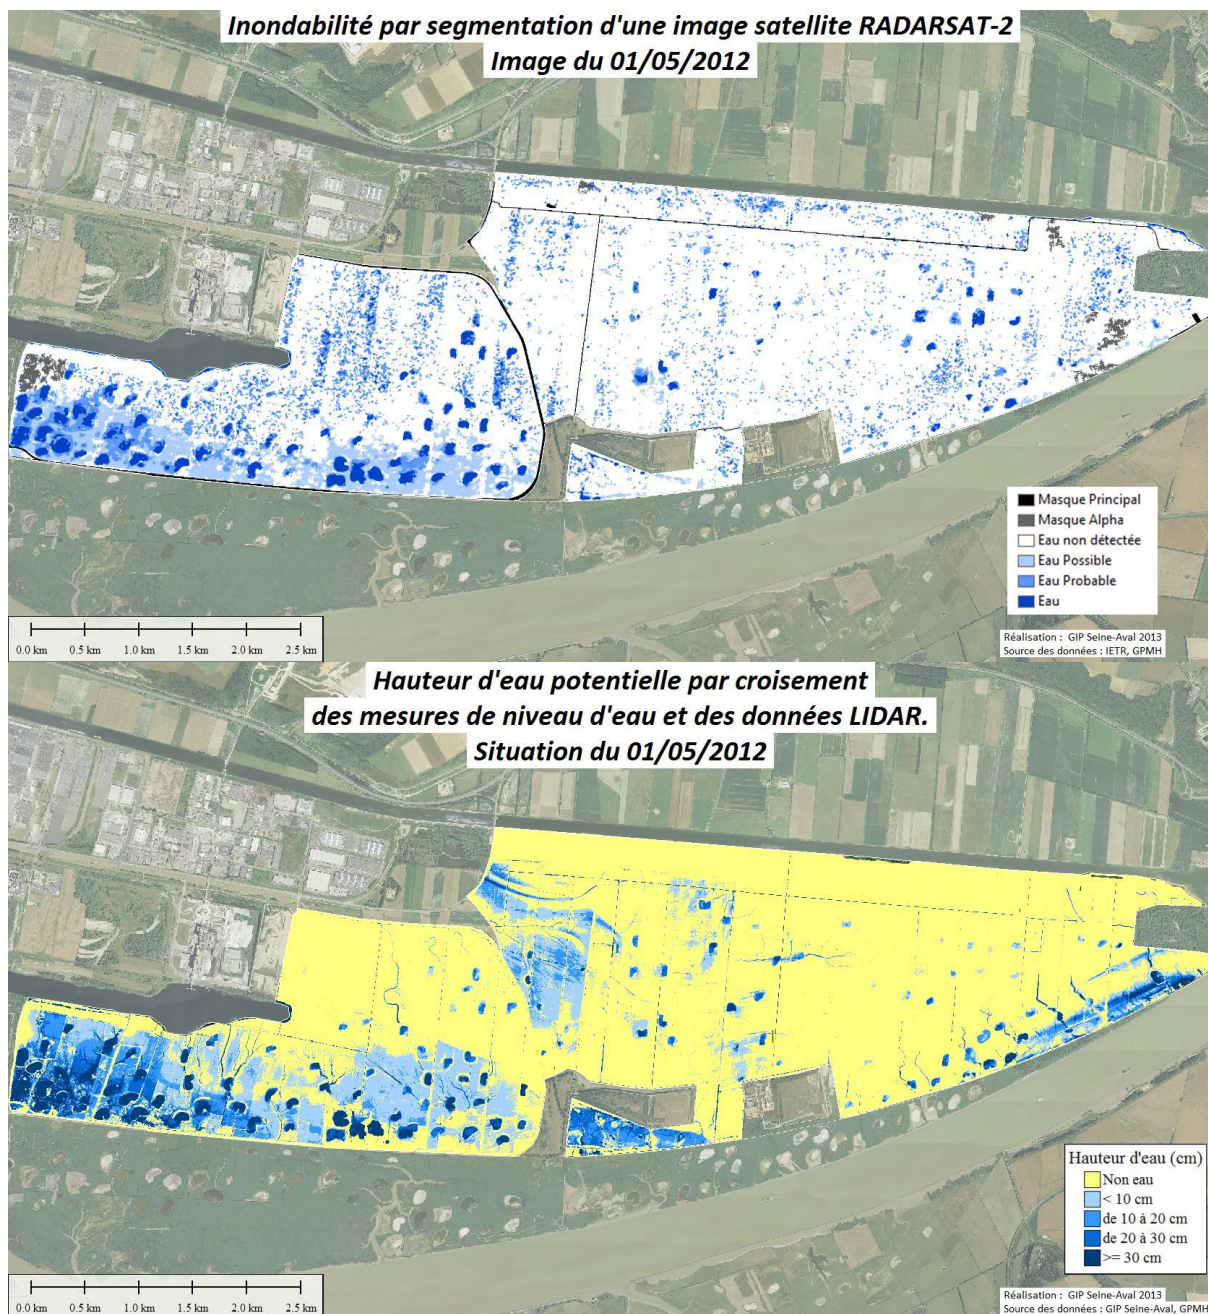 Inondabilité par segmentation d'une image satellite RADARSAT-2
Image du 01/05/2012
Masque Principal
Masque Alpha
Eau non détectée
Eau Possible
Eau Probable
Eau
0.0 km 0.5 km 1.0 km 1.5 km 2.0 km 2.5 km
Réalisation : GIP Seine-Aval 2013
Source des données : IETR, GPMH
Hauteur d'eau potentielle par croisement
des mesures de niveau d'eau et des données LIDAR.
Situation du 01/05/2012
Hauteur d'eau (cm)
Non eau
< 10 cm
de 10 à 20 cm
de 20 à 30 cm
>= 30 cm
0.0 km 0.5 km 1.0 km 1.5 km 2.0 km 2.5 km
Réalisation : GIP Seine-Aval 2013
Source des données : GIP Seine-Aval, GPMH